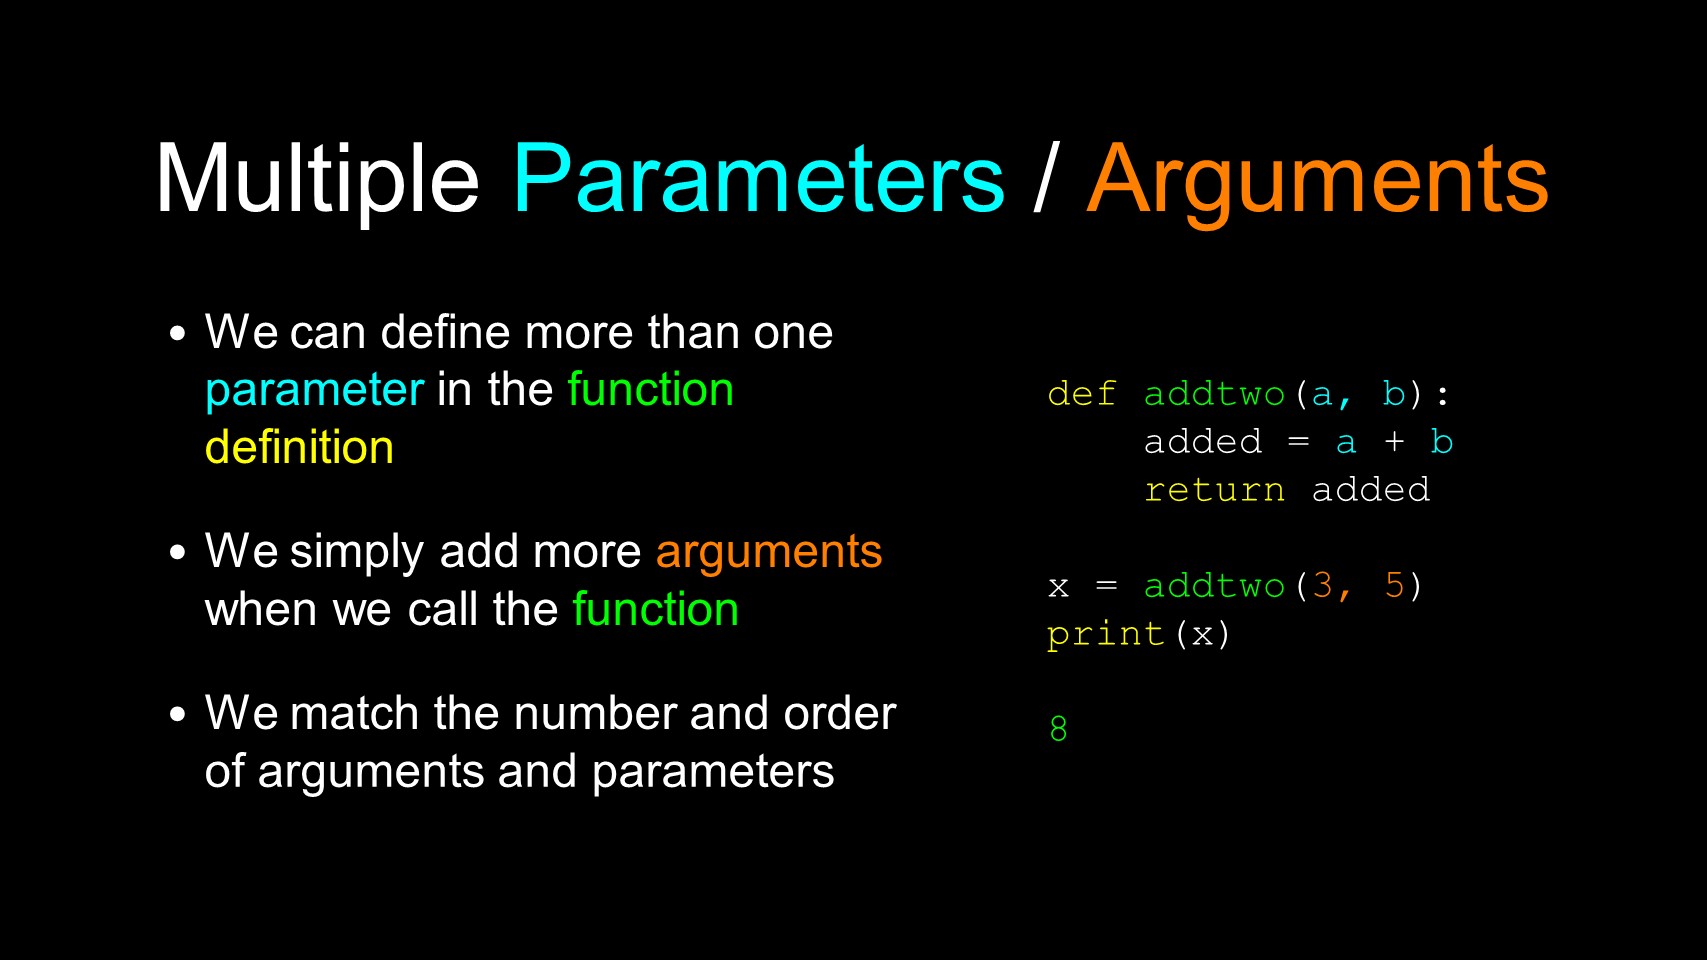 Multiple Parameters / Arguments
• We can define more than one
parameter in the function
definition
• We simply add more arguments
when we call the function
• We match the number and order
of arguments and parameters
def addtwo(a, b):
    added = a + b
    return added
x = addtwo(3, 5)
print(x)
8